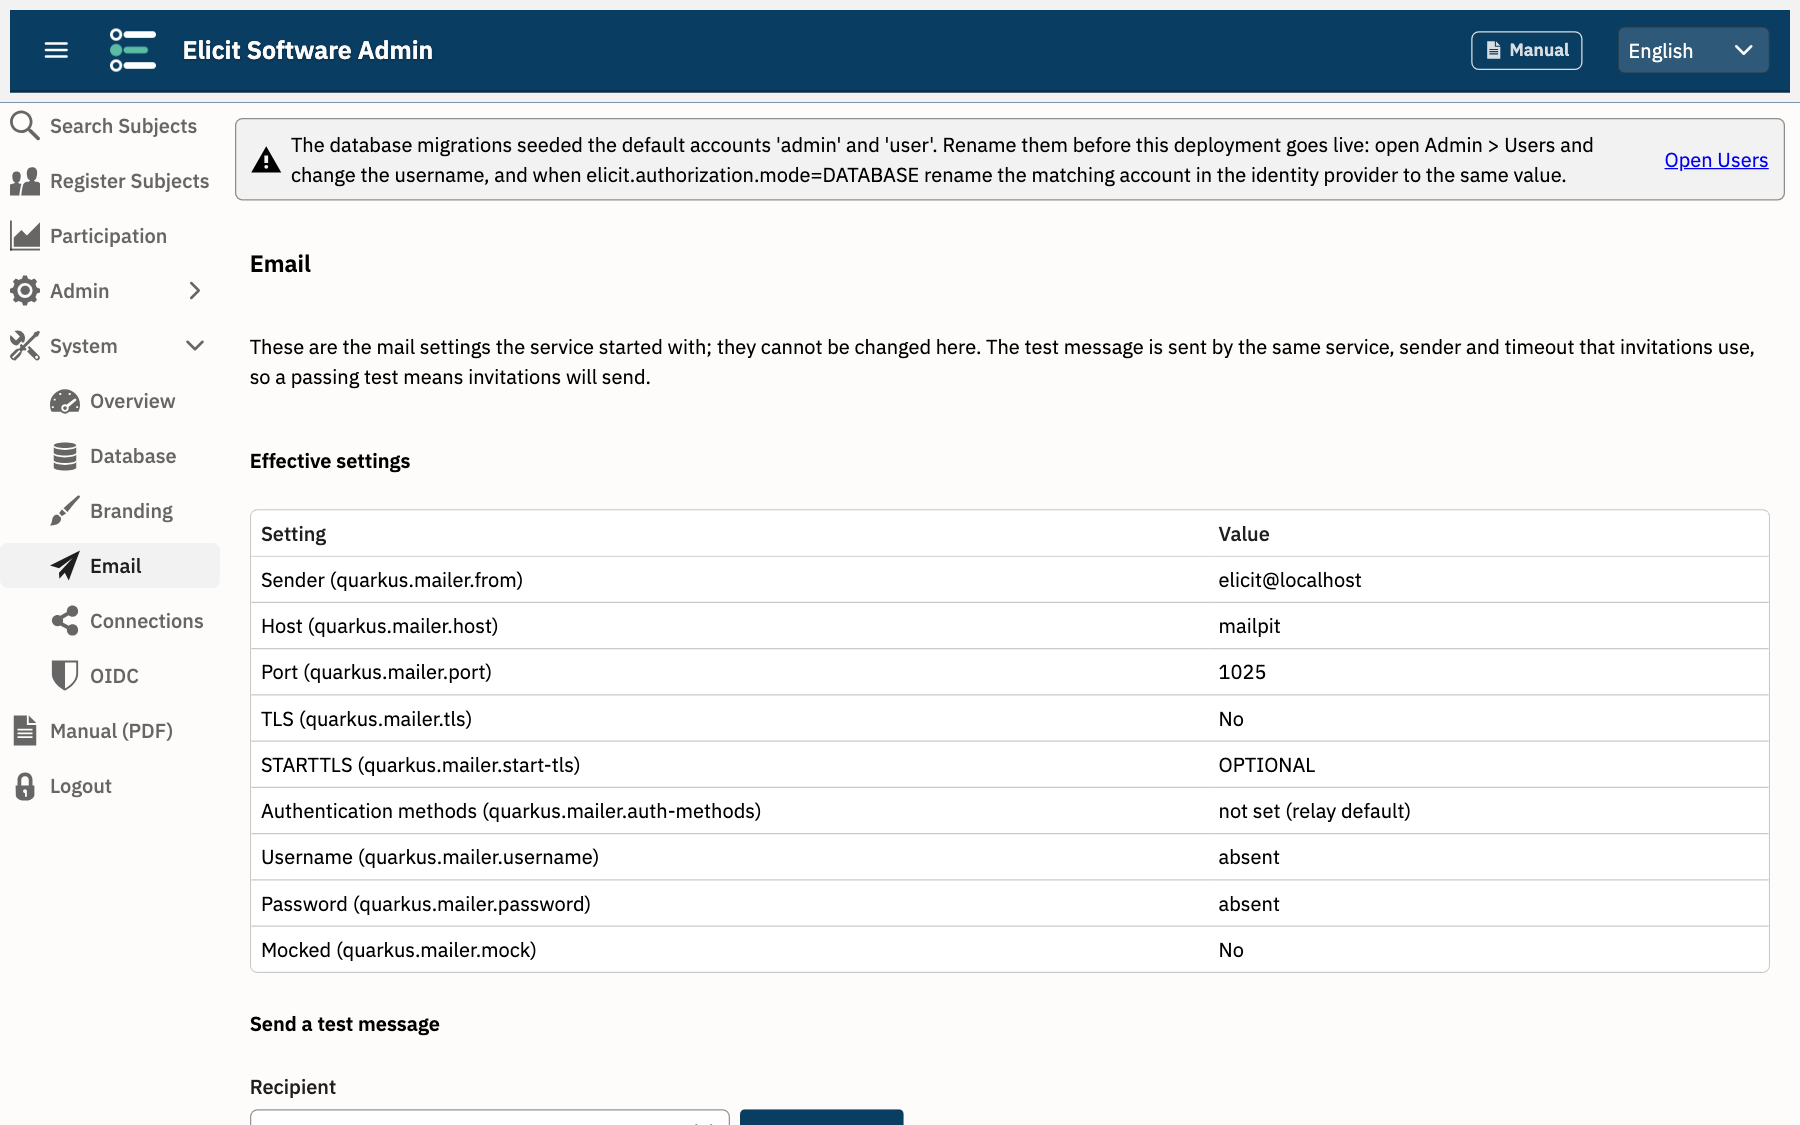 Elicit Software Admin
Manual
English
Search Subjects
Register Subjects
Participation
Admin
System
Overview
Database
Branding
Email
Connections
OIDC
Manual (PDF)
Logout
The database migrations seeded the default accounts 'admin' and 'user'. Rename them before this deployment goes live: open Admin > Users and
change the username, and when elicit.authorization.mode=DATABASE rename the matching account in the identity provider to the same value.
Open Users
Email
These are the mail settings the service started with; they cannot be changed here. The test message is sent by the same service, sender and timeout that invitations use,
so a passing test means invitations will send.
Effective settings
Setting Value
Sender (quarkus.mailer.from) elicit@localhost
Host (quarkus.mailer.host) mailpit
Port (quarkus.mailer.port) 1025
TLS (quarkus.mailer.tls) No
STARTTLS (quarkus.mailer.start-tls) OPTIONAL
Authentication methods (quarkus.mailer.auth-methods) not set (relay default)
Username (quarkus.mailer.username) absent
Password (quarkus.mailer.password) absent
Mocked (quarkus.mailer.mock) No
Send a test message
Recipient